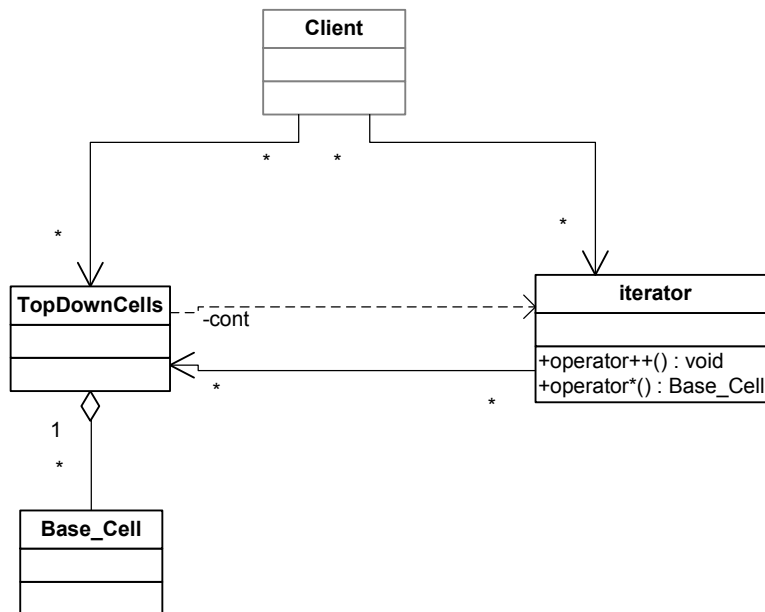 Client
*
*
*
*
TopDownCells
iterator
-cont
+operator++() : void
+operator*() : Base_Cell
*
*
1
*
Base_Cell